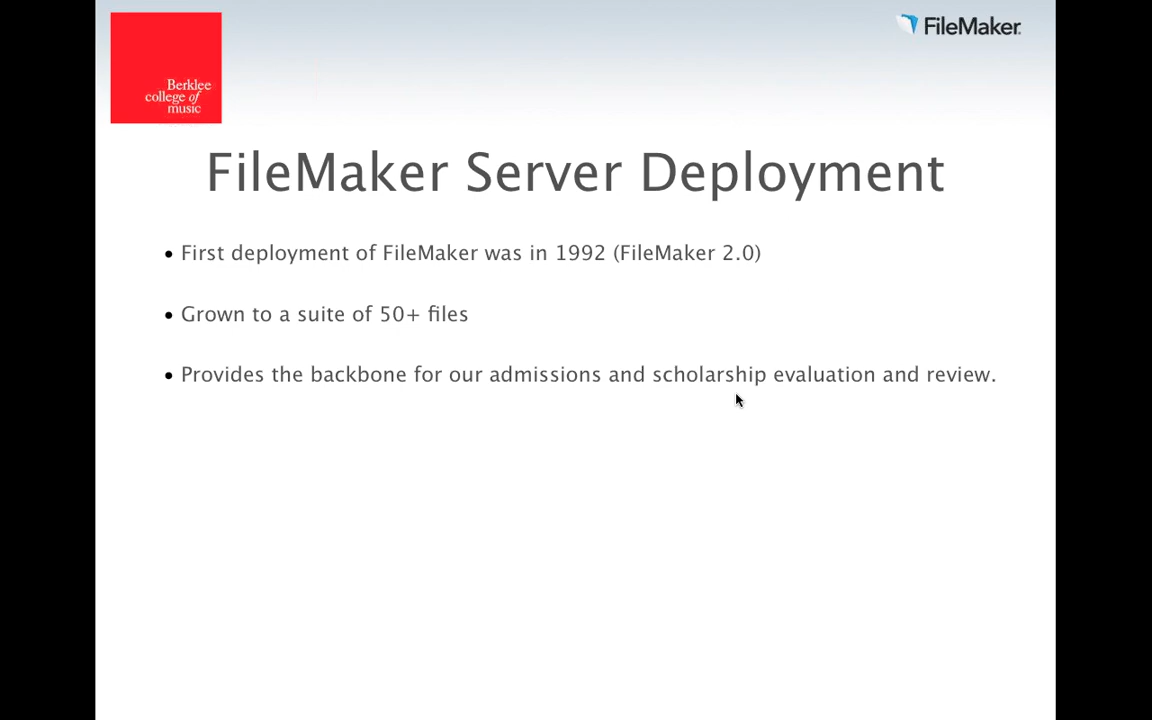 Berklee
college of
music
FileMaker
FileMaker Server Deployment
• First deployment of FileMaker was in 1992 (FileMaker 2.0)
• Grown to a suite of 50+ files
• Provides the backbone for our admissions and scholarship evaluation and review.